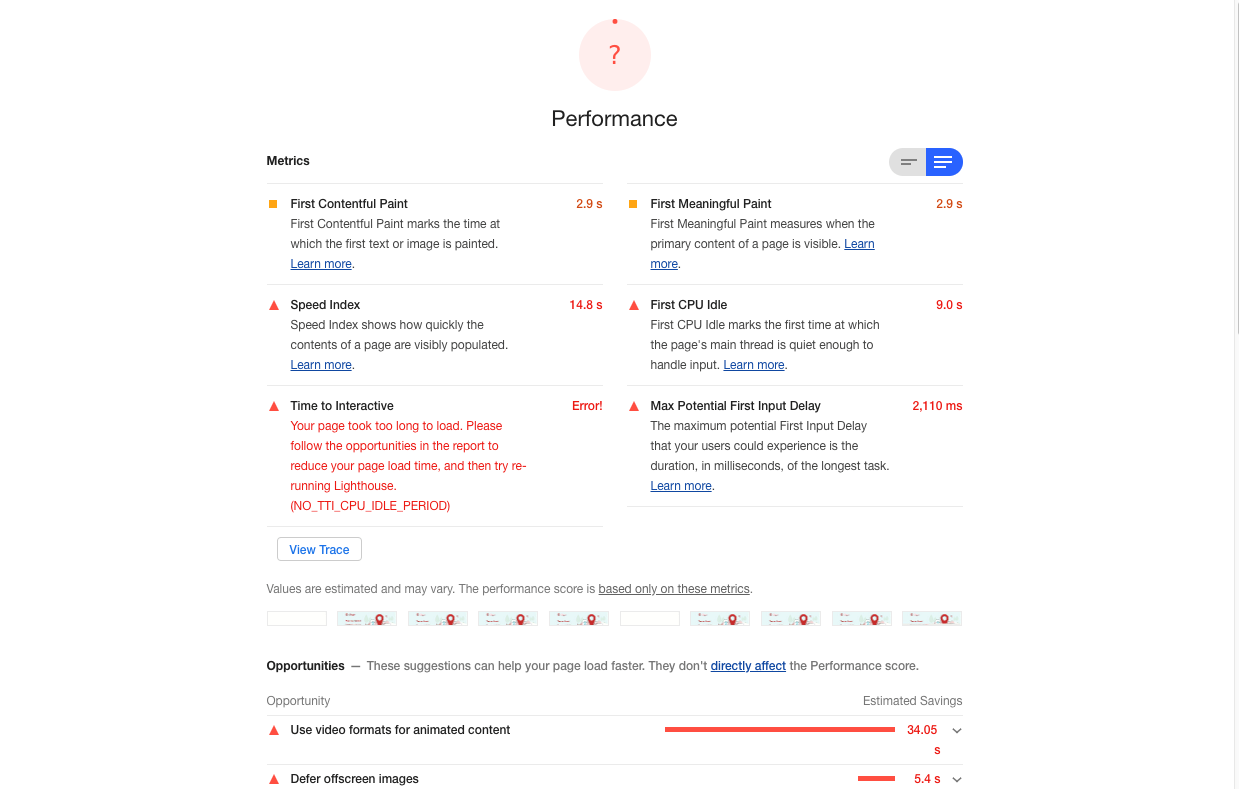 ?
Performance
Metrics
First Contentful Paint 2.9 s
First Contentful Paint marks the time at
which the first text or image is painted.
Learn more.
First Meaningful Paint 2.9 s
First Meaningful Paint measures when the
primary content of a page is visible. Learn
more.
Speed Index 14.8 s
Speed Index shows how quickly the
contents of a page are visibly populated.
Learn more.
First CPU Idle 9.0 s
First CPU Idle marks the first time at which
the page's main thread is quiet enough to
handle input. Learn more.
Time to Interactive Error!
Your page took too long to load. Please
follow the opportunities in the report to
reduce your page load time, and then try re-
running Lighthouse.
(NO_TTI_CPU_IDLE_PERIOD)
Max Potential First Input Delay 2,110 ms
The maximum potential First Input Delay
that your users could experience is the
duration, in milliseconds, of the longest task.
Learn more.
View Trace
Values are estimated and may vary. The performance score is based only on these metrics.
Opportunities — These suggestions can help your page load faster. They don't directly affect the Performance score.
Opportunity Estimated Savings
Use video formats for animated content 34.05
s
Defer offscreen images 5.4 s